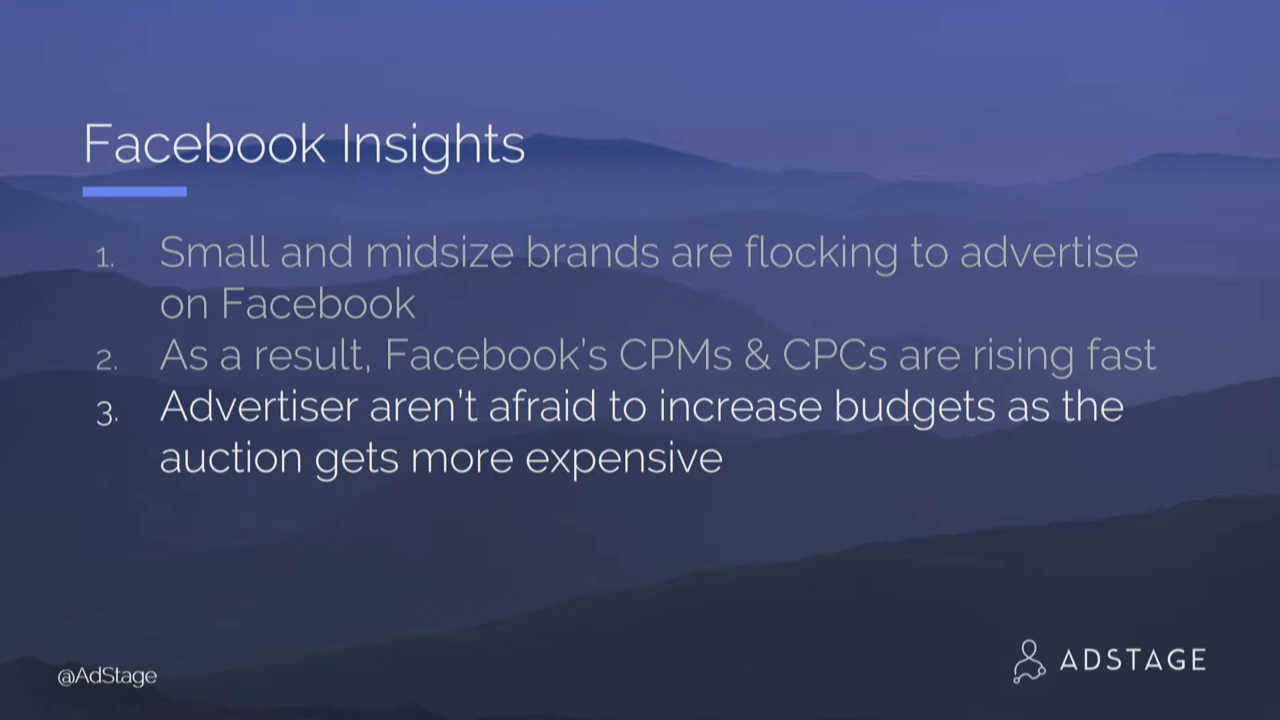 Facebook Insights
1. Small and midsize brands are flocking to advertise
on Facebook
2. As a result, Facebook's CPMs & CPCs are rising fast
3. Advertiser aren't afraid to increase budgets as the
auction gets more expensive
@AdStage
ADSTAGE